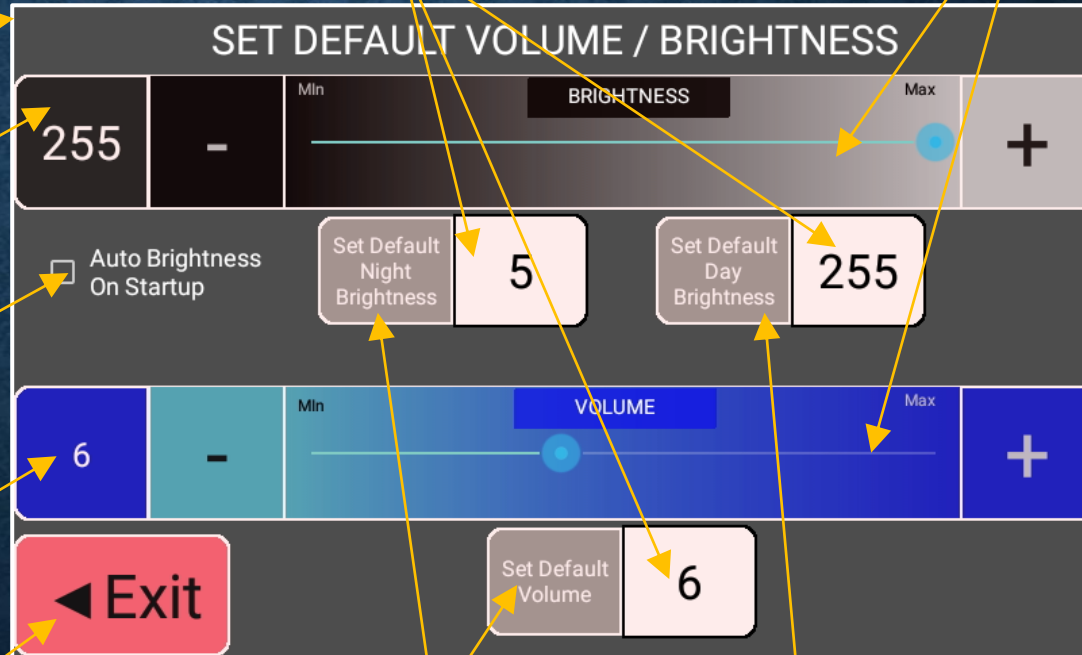 SET DEFAULT VOLUME / BRIGHTNESS
MIn
BRIGHTNESS
Max
255
-
+
Auto Brightness
On Startup
Set Default
Night
Brightness
5
Set Default
Day
Brightness
255
MIn
VOLUME
Max
6
-
+
◄Exit
Set Default
Volume
6